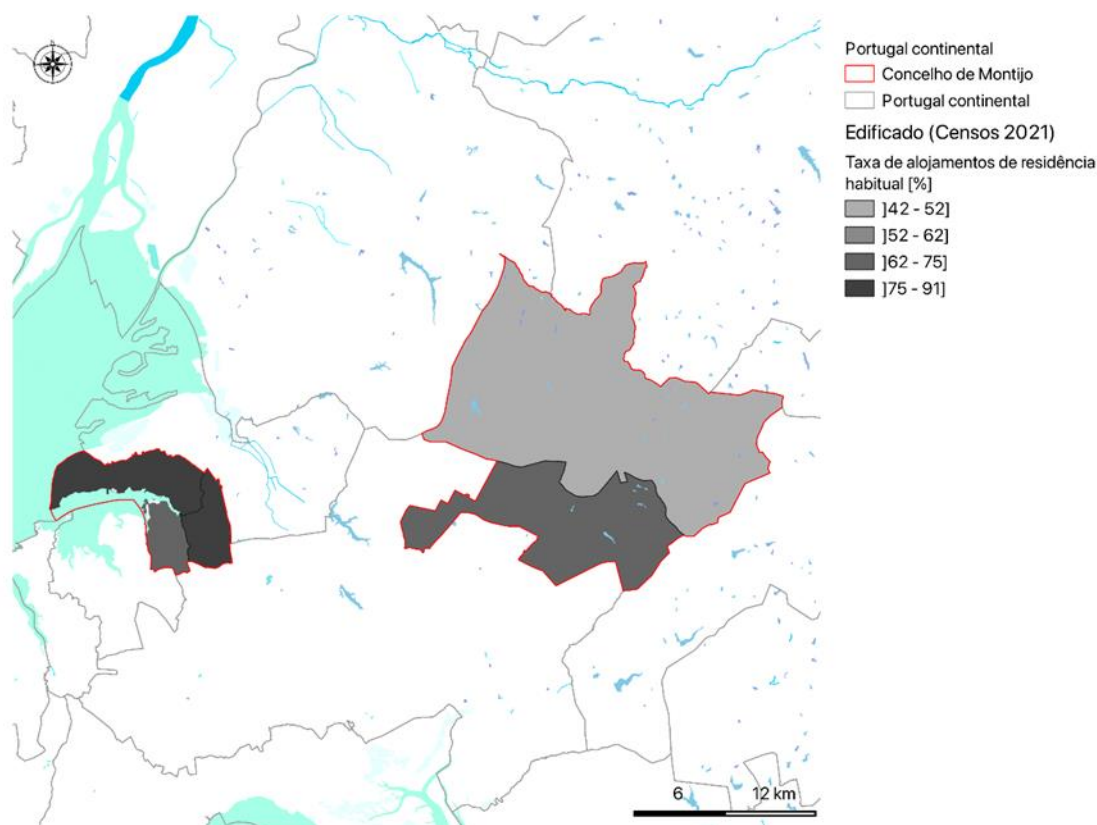 Portugal continental
Concelho de Montijo
Portugal continental
Edificado (Censos 2021)
Taxa de alojamentos de residência
habitual [%]
]42 - 52]
]52 - 62]
]62 - 75]
]75 - 91]
6 12 km